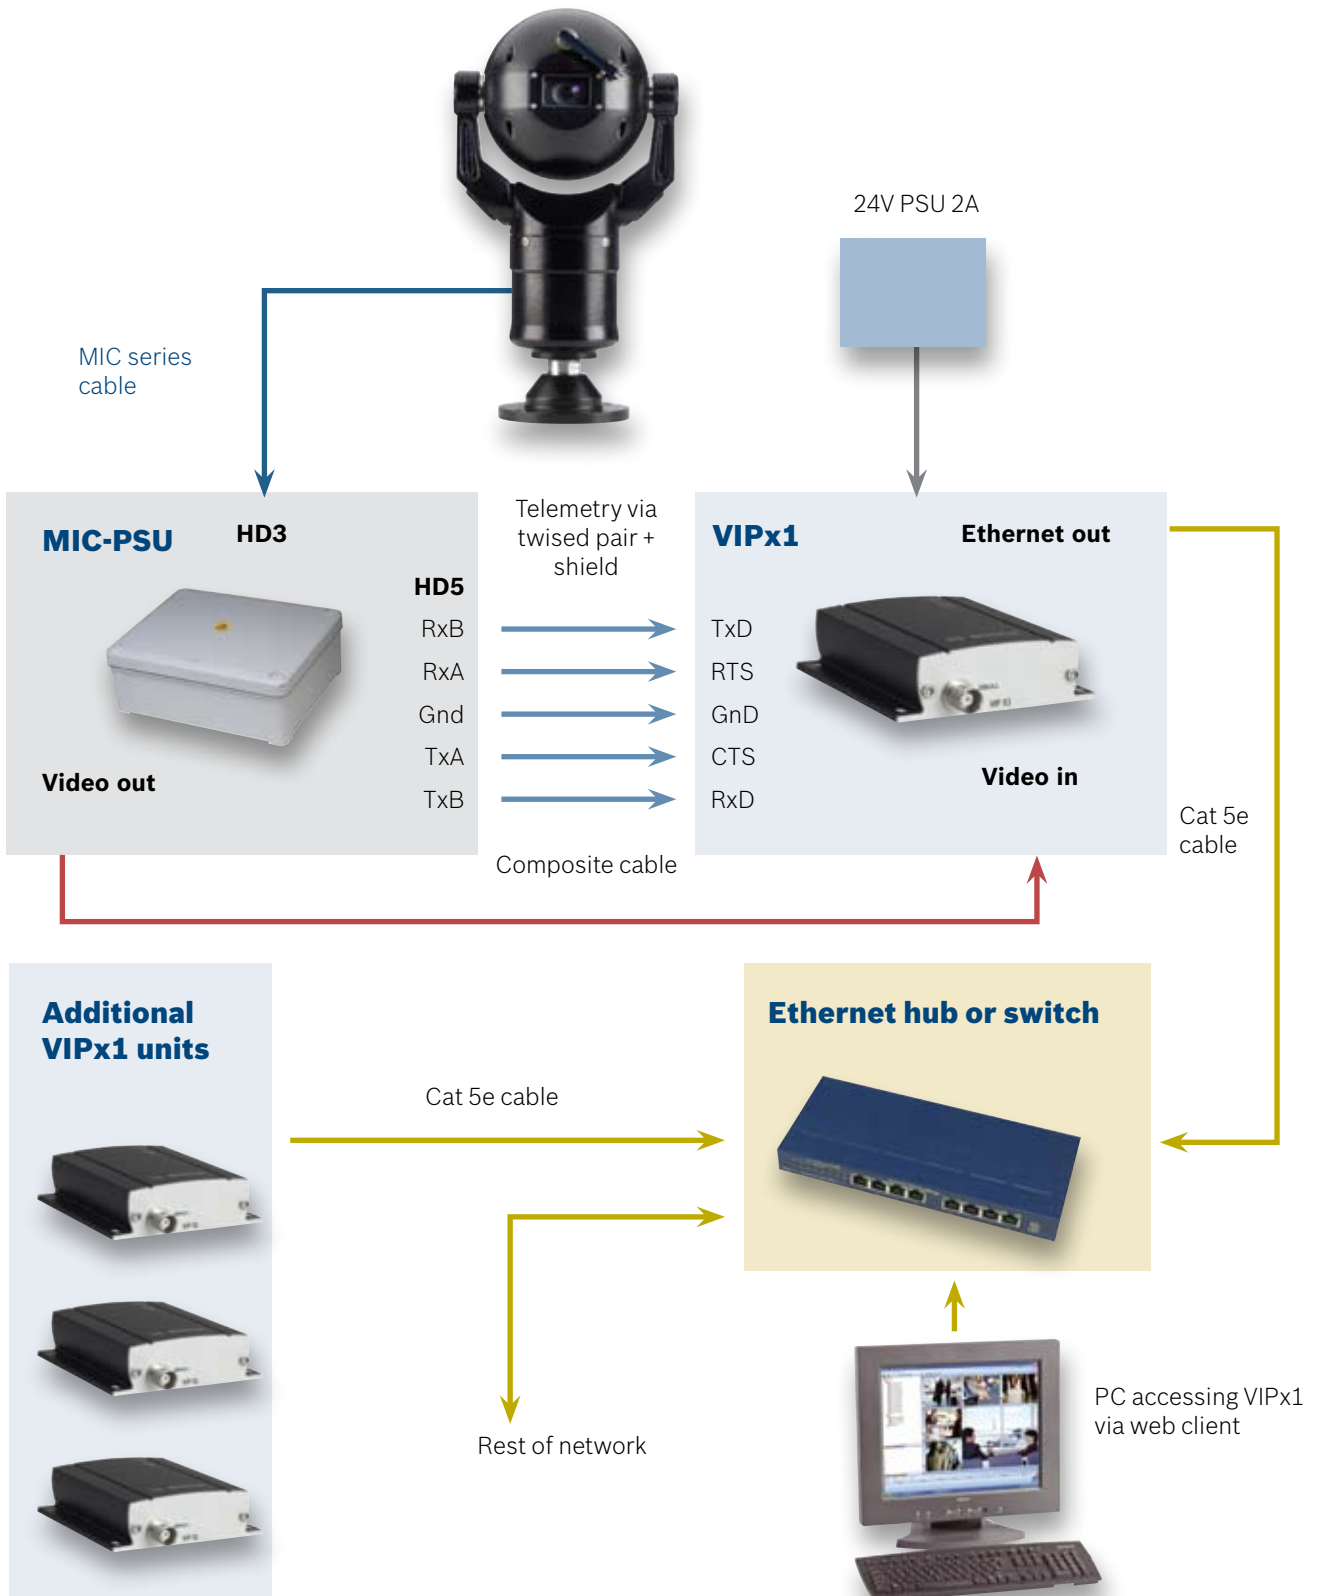 24V PSU 2A
MIC series
cable
MIC-PSU
HD3
HD5
RxB
RxA
Gnd
TxA
TxB
Video out
Telemetry via
twised pair +
shield
VIPx1
Ethernet out
TxD
RTS
GnD
CTS
RxD
Video in
Composite cable
Cat 5e
cable
Additional
VIPx1 units
Cat 5e cable
Ethernet hub or switch
Rest of network
PC accessing VIPx1
via web client